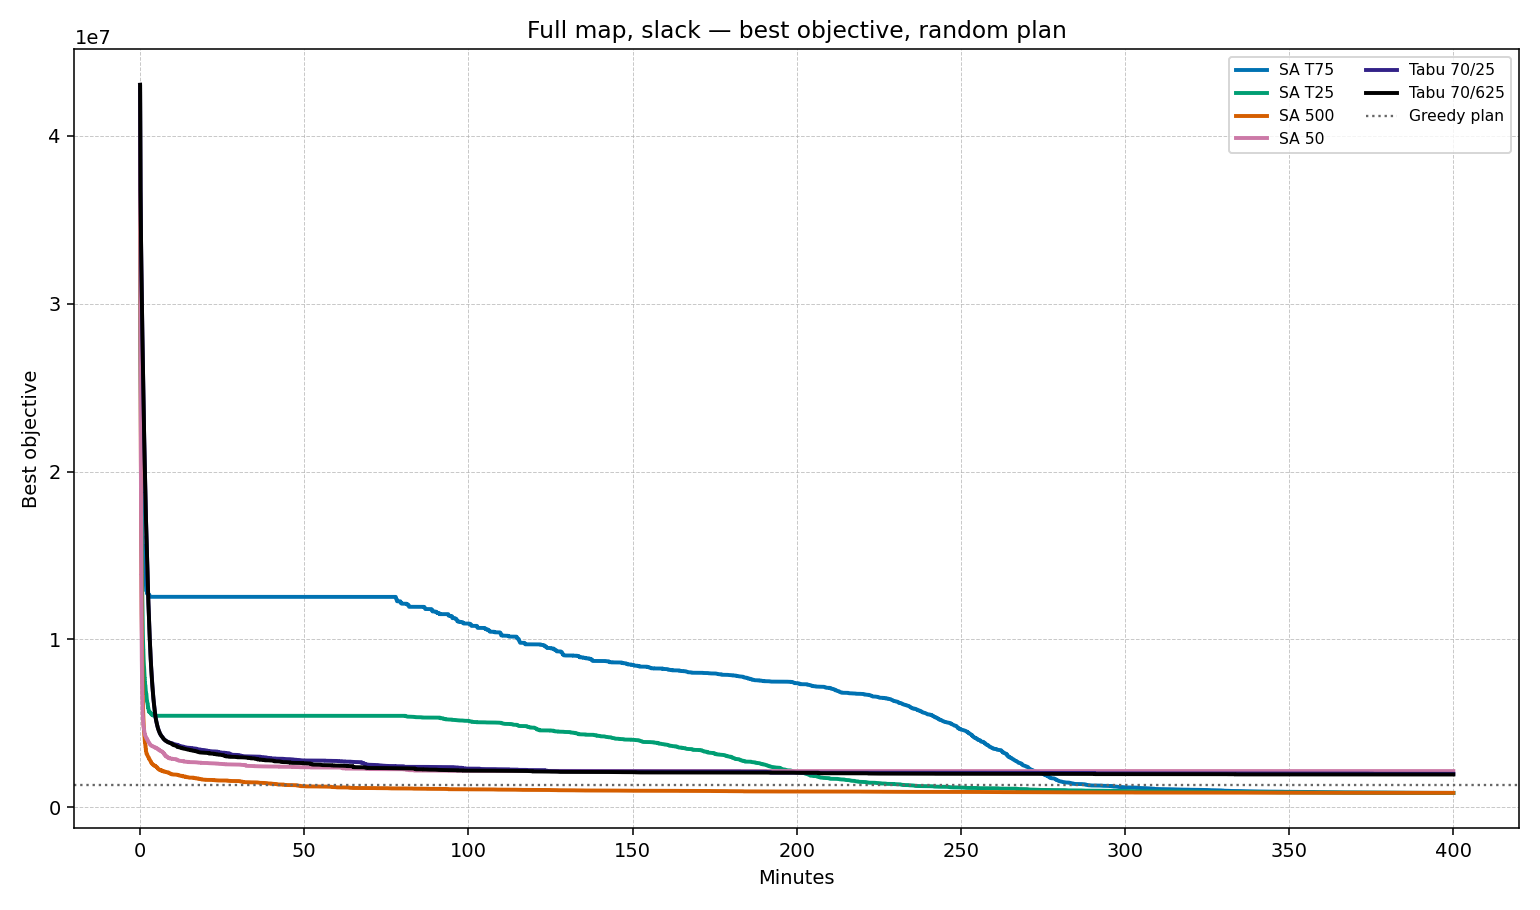 Full map, slack — best objective, random plan
1e7
Best objective
4
3
2
1
0
0 50 100 150 200 250 300 350 400
Minutes
SA T75
SA T25
SA 500
SA 50
Tabu 70/25
Tabu 70/625
Greedy plan